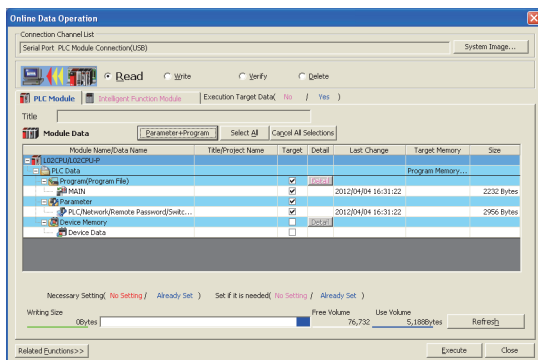 Online Data Operation
Connection Channel List
Serial Port PLC Module Connection(USB)
System Image...
Read Write Verify Delete
PLC Module Intelligent Function Module Execution Target Data( No / Yes )
Title
Module Data Parameter+Program Select All Cancel All Selections
Module Name/Data Name Title/Project Name Target Detail Last Change Target Memory Size
L02CPU/L02CPU-P
PLC Data Program Memory...
Program(Program File) Detail
MAIN 2012/04/04 16:31:22 2232 Bytes
Parameter
PLC/Network/Remote Password/Switc... 2012/04/04 16:31:22 2956 Bytes
Device Memory Detail
Device Data
Necessary Setting( No Setting / Already Set ) Set if it is needed( No Setting / Already Set )
Writing Size Free Volume Use Volume
0Bytes 76,732 5,188Bytes Refresh
Related Functions>> Execute Close